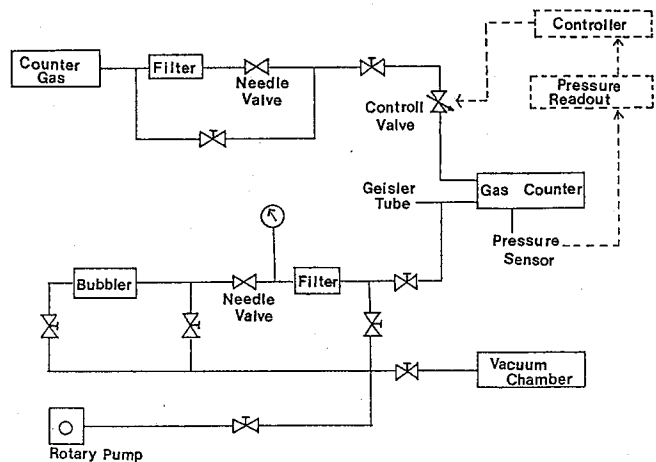 Controller
Counter
Gas
Filter
Needle
Valve
Pressure
Readout
Controll
Valve
Geisler
Tube
Gas Counter
Pressure
Sensor
Bubbler
Needle
Valve
Filter
Vacuum
Chamber
Rotary Pump